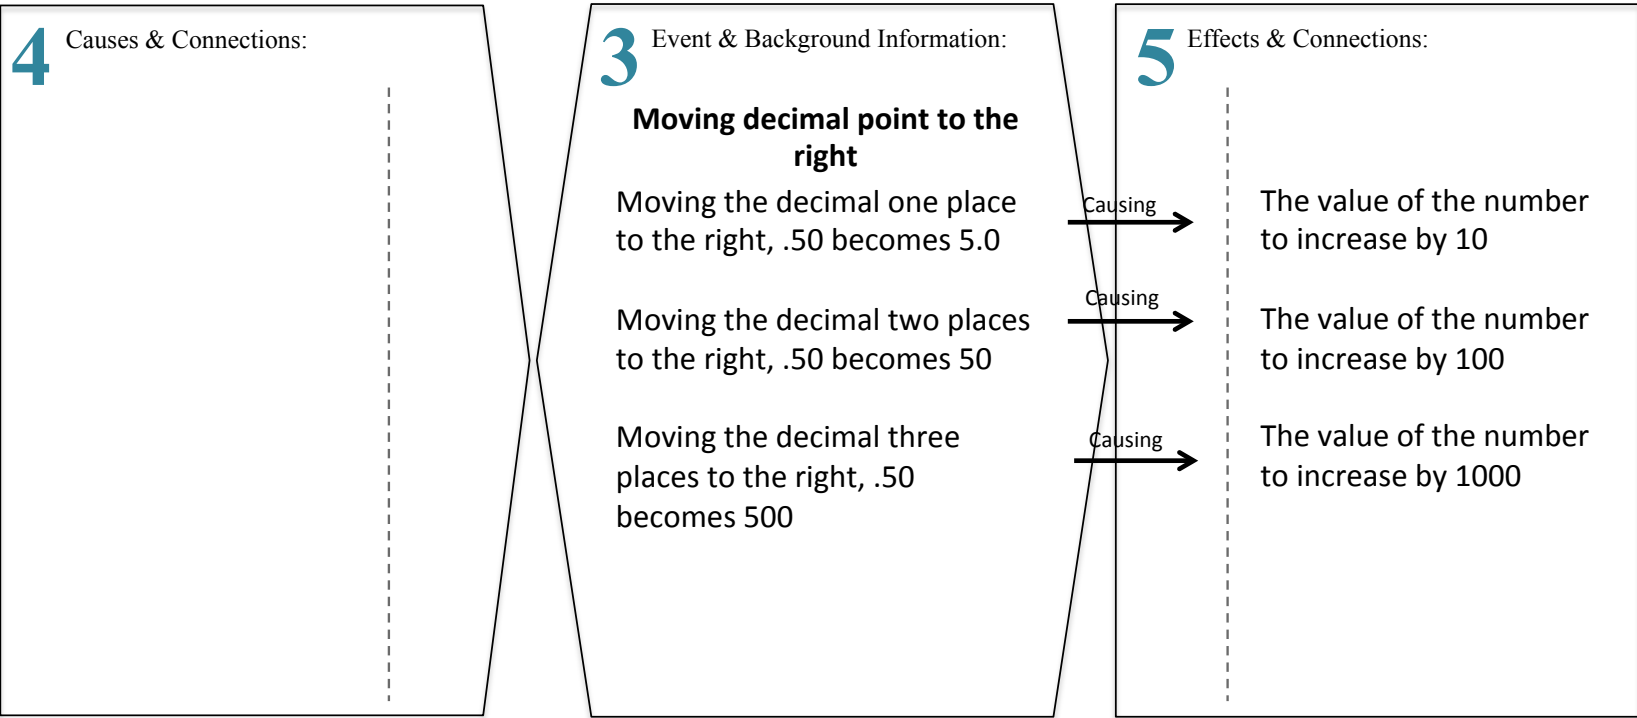 4 Causes & Connections:
3 Event & Background Information:
Moving decimal point to the
right
Moving the decimal one place
to the right, .50 becomes 5.0
Moving the decimal two places
to the right, .50 becomes 50
Moving the decimal three
places to the right, .50
becomes 500
Causing
Causing
Causing
5 Effects & Connections:
The value of the number
to increase by 10
The value of the number
to increase by 100
The value of the number
to increase by 1000